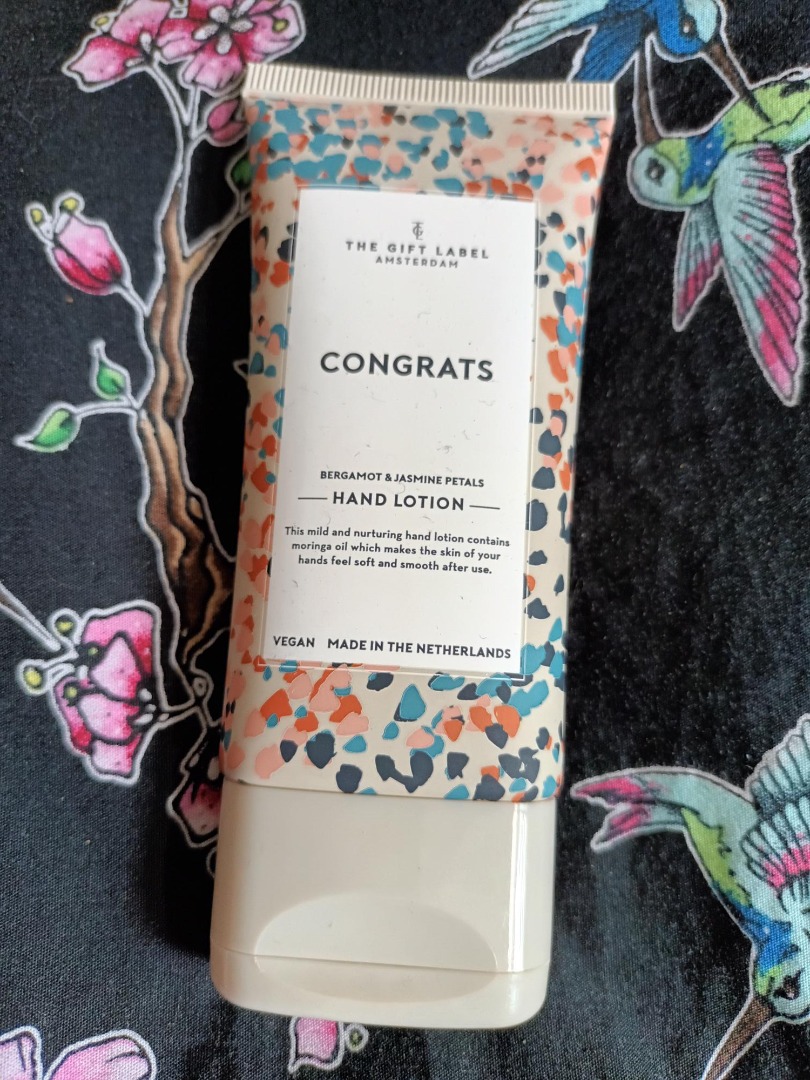 THE GIFT LABEL
AMSTERDAM
CONGRATS
BERGAMOT & JASMINE PETALS
HAND LOTION
This mild and nurturing hand lotion contains
moringa oil which makes the skin of your
hands feel soft and smooth after use.
VEGAN MADE IN THE NETHERLANDS